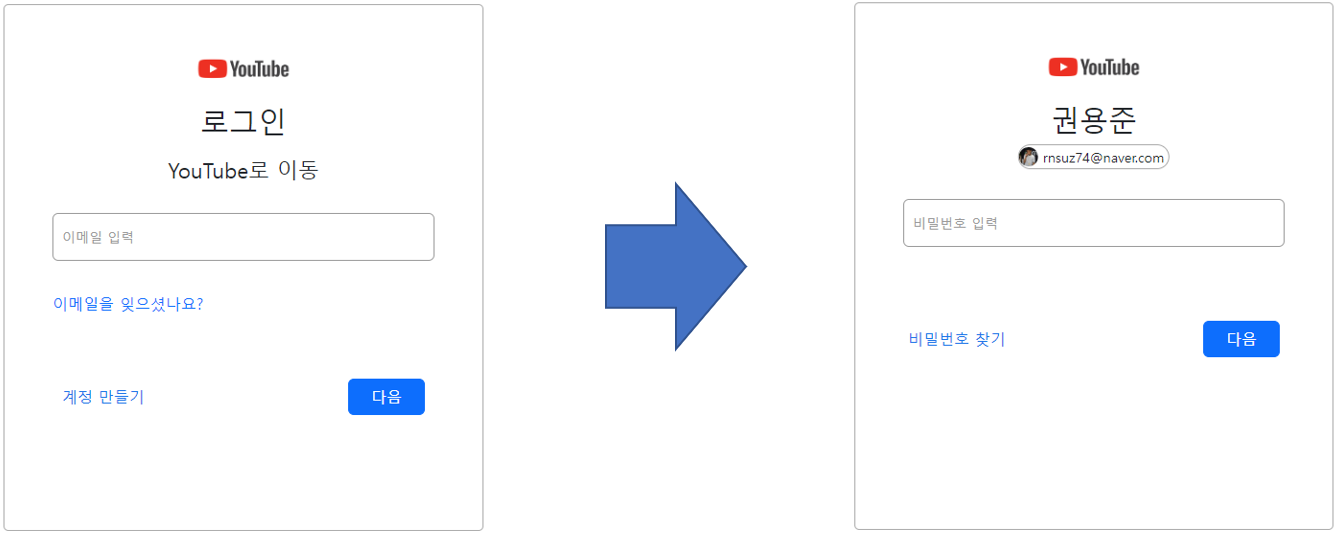 YouTube
로그인
YouTube로 이동
이메일 입력
이메일을 잊으셨나요?
계정 만들기
다음
YouTube
권용준
rnsuz74@naver.com
비밀번호 입력
비밀번호 찾기
다음